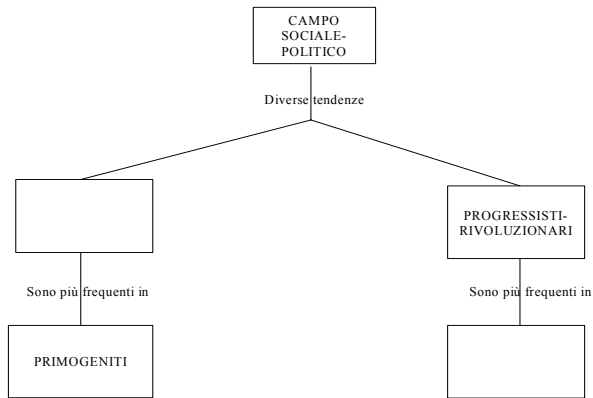 CAMPO
SOCIALE-
POLITICO
Diverse tendenze
PROGRESSISTI-
RIVOLUZIONARI
Sono più frequenti in
Sono più frequenti in
PRIMOGENITI